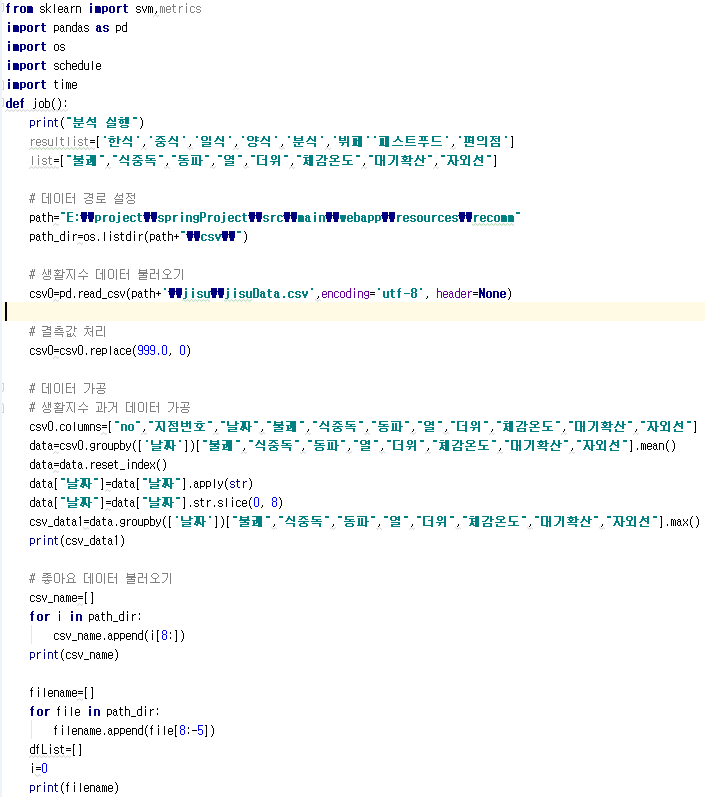 from sklearn import svm,metrics
import pandas as pd
import os
import schedule
import time
def job():
    print("분석 실행")
    resultlist=['한식','중식','일식','양식','분식','뷔페''패스트푸드','편의점']
    list=["불쾌","식중독","동파","열","더위","체감온도","대기확산","자외선"]
    # 데이터 경로 설정
    path="E:₩₩project₩₩springProject₩₩src₩₩main₩₩webapp₩₩resources₩₩recomm"
    path_dir=os.listdir(path+"₩₩csv₩₩")
    # 생활지수 데이터 불러오기
    csv0=pd.read_csv(path+'₩₩jisu₩₩jisuData.csv',encoding='utf-8', header=None)
    # 결측값 처리
    csv0=csv0.replace(999.0, 0)
    # 데이터 가공
    # 생활지수 과거 데이터 가공
    csv0.columns=["no","지점번호","날짜","불쾌","식중독","동파","열","더위","체감온도","대기확산","자외선"]
    data=csv0.groupby(['날짜'])["불쾌","식중독","동파","열","더위","체감온도","대기확산","자외선"].mean()
    data=data.reset_index()
    data["날짜"]=data["날짜"].apply(str)
    data["날짜"]=data["날짜"].str.slice(0, 8)
    csv_data1=data.groupby(['날짜'])["불쾌","식중독","동파","열","더위","체감온도","대기확산","자외선"].max()
    print(csv_data1)
    # 좋아요 데이터 불러오기
    csv_name=[]
    for i in path_dir:
        csv_name.append(i[8:])
    print(csv_name)
    filename=[]
    for file in path_dir:
        filename.append(file[8:-5])
    dfList=[]
    i=0
    print(filename)